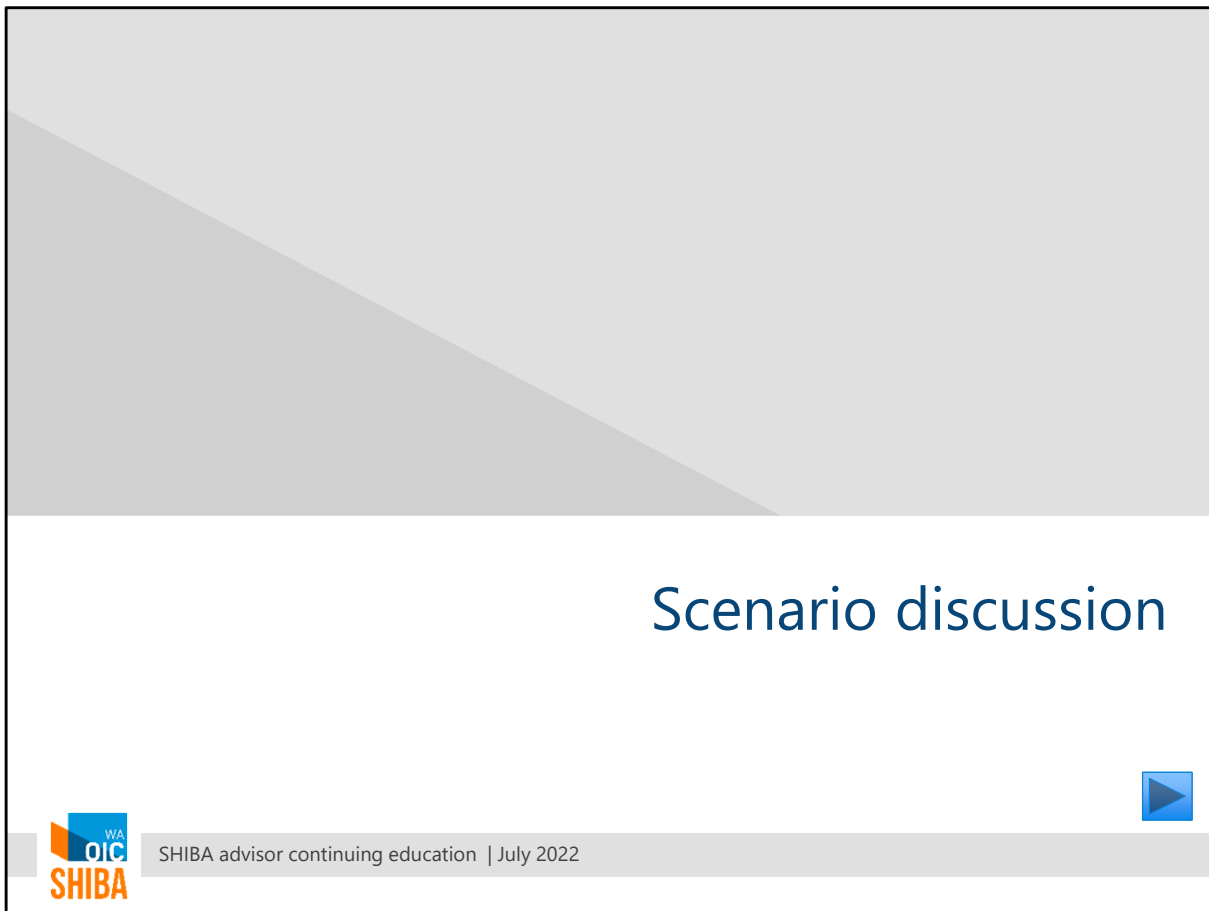 Scenario discussion
WA
OIC
SHIBA
SHIBA advisor continuing education | July 2022